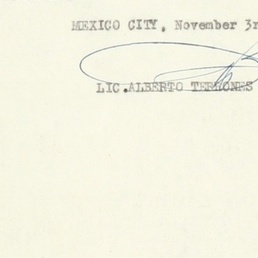 MEXICO CITY, November 3r
LIC. ALBERTO TERRONES